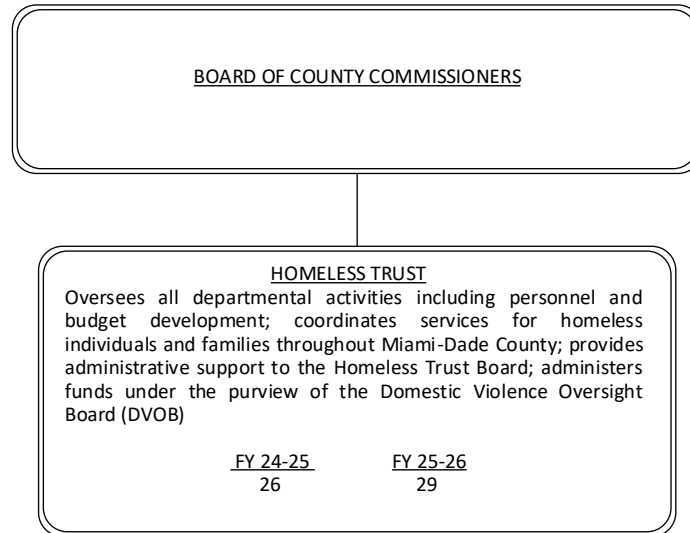 BOARD OF COUNTY COMMISSIONERS
HOMELESS TRUST
Oversees all departmental activities including personnel and
budget development; coordinates services for homeless
individuals and families throughout Miami-Dade County; provides
administrative support to the Homeless Trust Board; administers
funds under the purview of the Domestic Violence Oversight
Board (DVOB)
FY 24-25 FY 25-26
26 29